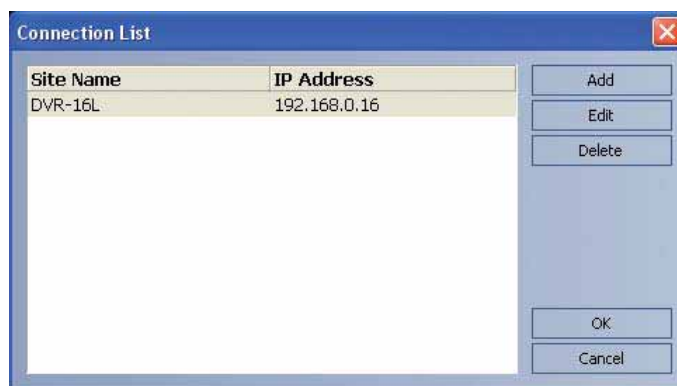 Connection List
Site Name IP Address
DVR-16L 192.168.0.16
Add
Edit
Delete
OK
Cancel